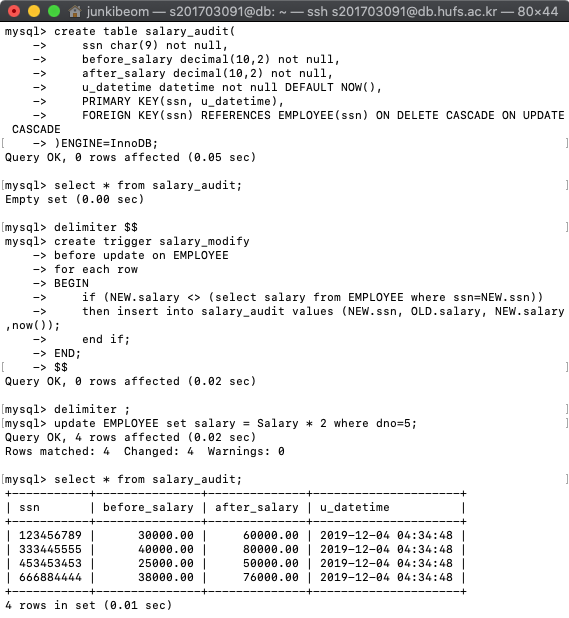 junkibeom — s201703091@db: ~ — ssh s201703091@db.hufs.ac.kr — 80×44
mysql> create table salary_audit(
    ->     ssn char(9) not null,
    ->     before_salary decimal(10,2) not null,
    ->     after_salary decimal(10,2) not null,
    ->     u_datetime datetime not null DEFAULT NOW(),
    ->     PRIMARY KEY(ssn, u_datetime),
    ->     FOREIGN KEY(ssn) REFERENCES EMPLOYEE(ssn) ON DELETE CASCADE ON UPDATE
 CASCADE
[    -> )ENGINE=InnoDB; ]
Query OK, 0 rows affected (0.05 sec)
[mysql> select * from salary_audit; ]
Empty set (0.00 sec)
[mysql> delimiter $$ ]
mysql> create trigger salary_modify
    -> before update on EMPLOYEE
    -> for each row
    -> BEGIN
    ->     if (NEW.salary <> (select salary from EMPLOYEE where ssn=NEW.ssn))
    ->     then insert into salary_audit values (NEW.ssn, OLD.salary, NEW.salary
,now());
    ->     end if;
    -> END;
[    -> $$ ]
Query OK, 0 rows affected (0.02 sec)
[mysql> delimiter ; ]
[mysql> update EMPLOYEE set salary = Salary * 2 where dno=5; ]
Query OK, 4 rows affected (0.02 sec)
Rows matched: 4  Changed: 4  Warnings: 0
[mysql> select * from salary_audit; ]
+-----------+---------------+--------------+---------------------+
| ssn       | before_salary | after_salary | u_datetime          |
+-----------+---------------+--------------+---------------------+
| 123456789 |      30000.00 |     60000.00 | 2019-12-04 04:34:48 |
| 333445555 |      40000.00 |     80000.00 | 2019-12-04 04:34:48 |
| 453453453 |      25000.00 |     50000.00 | 2019-12-04 04:34:48 |
| 666884444 |      38000.00 |     76000.00 | 2019-12-04 04:34:48 |
+-----------+---------------+--------------+---------------------+
4 rows in set (0.01 sec)